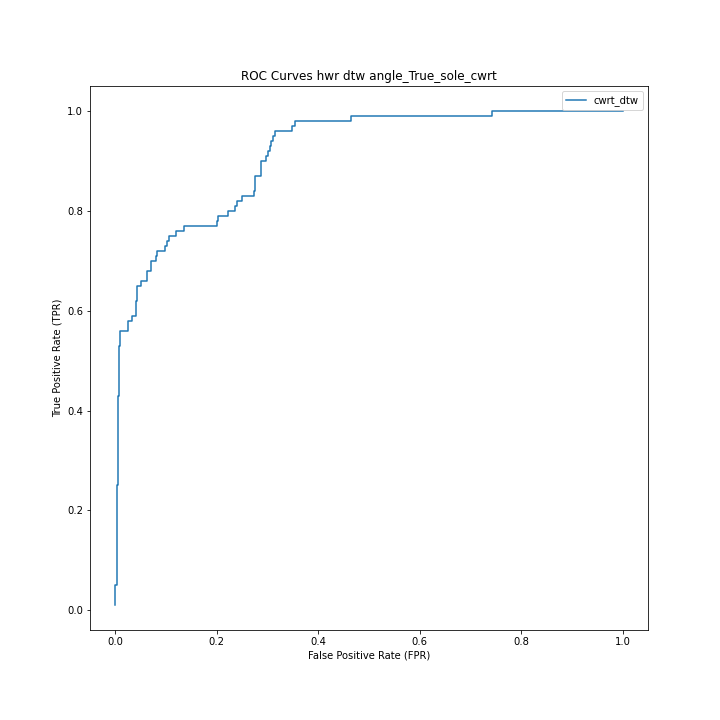 ROC Curves hwr dtw angle_True_sole_cwrt
cwrt_dtw
1.0
0.8
0.6
0.4
0.2
0.0
True Positive Rate (TPR)
0.0 0.2 0.4 0.6 0.8 1.0
False Positive Rate (FPR)